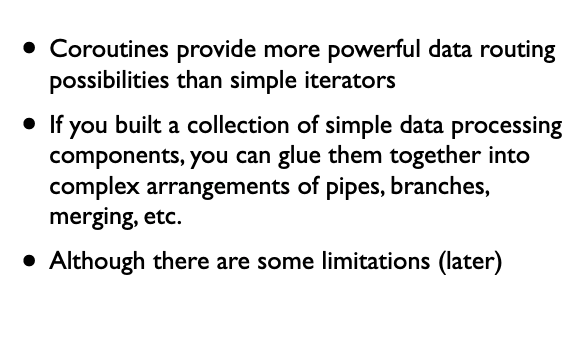 • Coroutines provide more powerful data routing
possibilities than simple iterators
• If you built a collection of simple data processing
components, you can glue them together into
complex arrangements of pipes, branches,
merging, etc.
• Although there are some limitations (later)